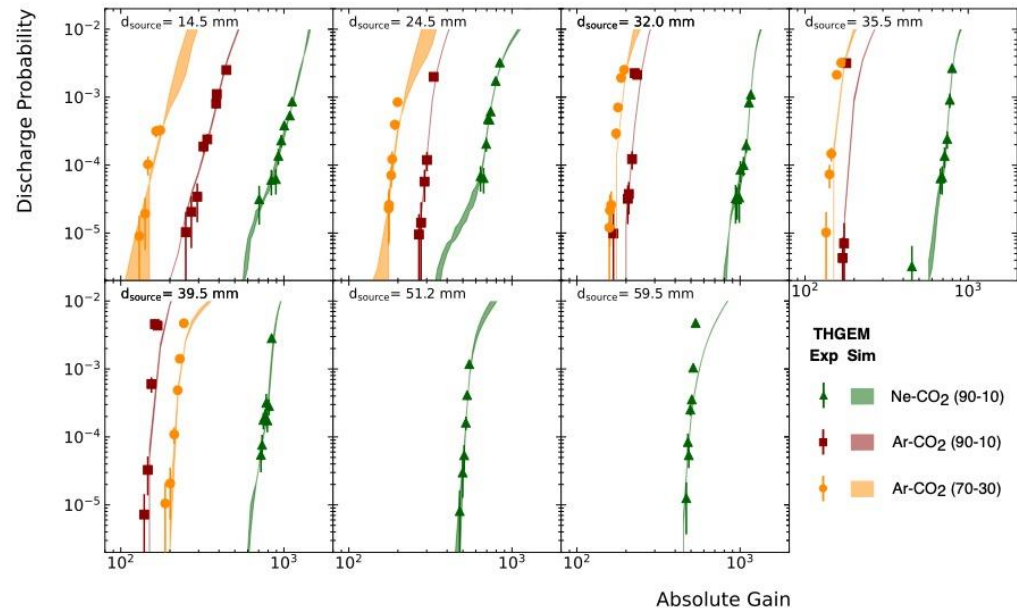 d_source = 14.5 mm
d_source = 24.5 mm
d_source = 32.0 mm
d_source = 35.5 mm
Discharge Probability
10⁻²
10⁻³
10⁻⁴
10⁻⁵
10² 10³
d_source = 39.5 mm
d_source = 51.2 mm
d_source = 59.5 mm
10⁻²
10⁻³
10⁻⁴
10⁻⁵
10² 10³
10² 10³
10² 10³
THGEM
Exp Sim
Ne-CO₂ (90-10)
Ar-CO₂ (90-10)
Ar-CO₂ (70-30)
Absolute Gain